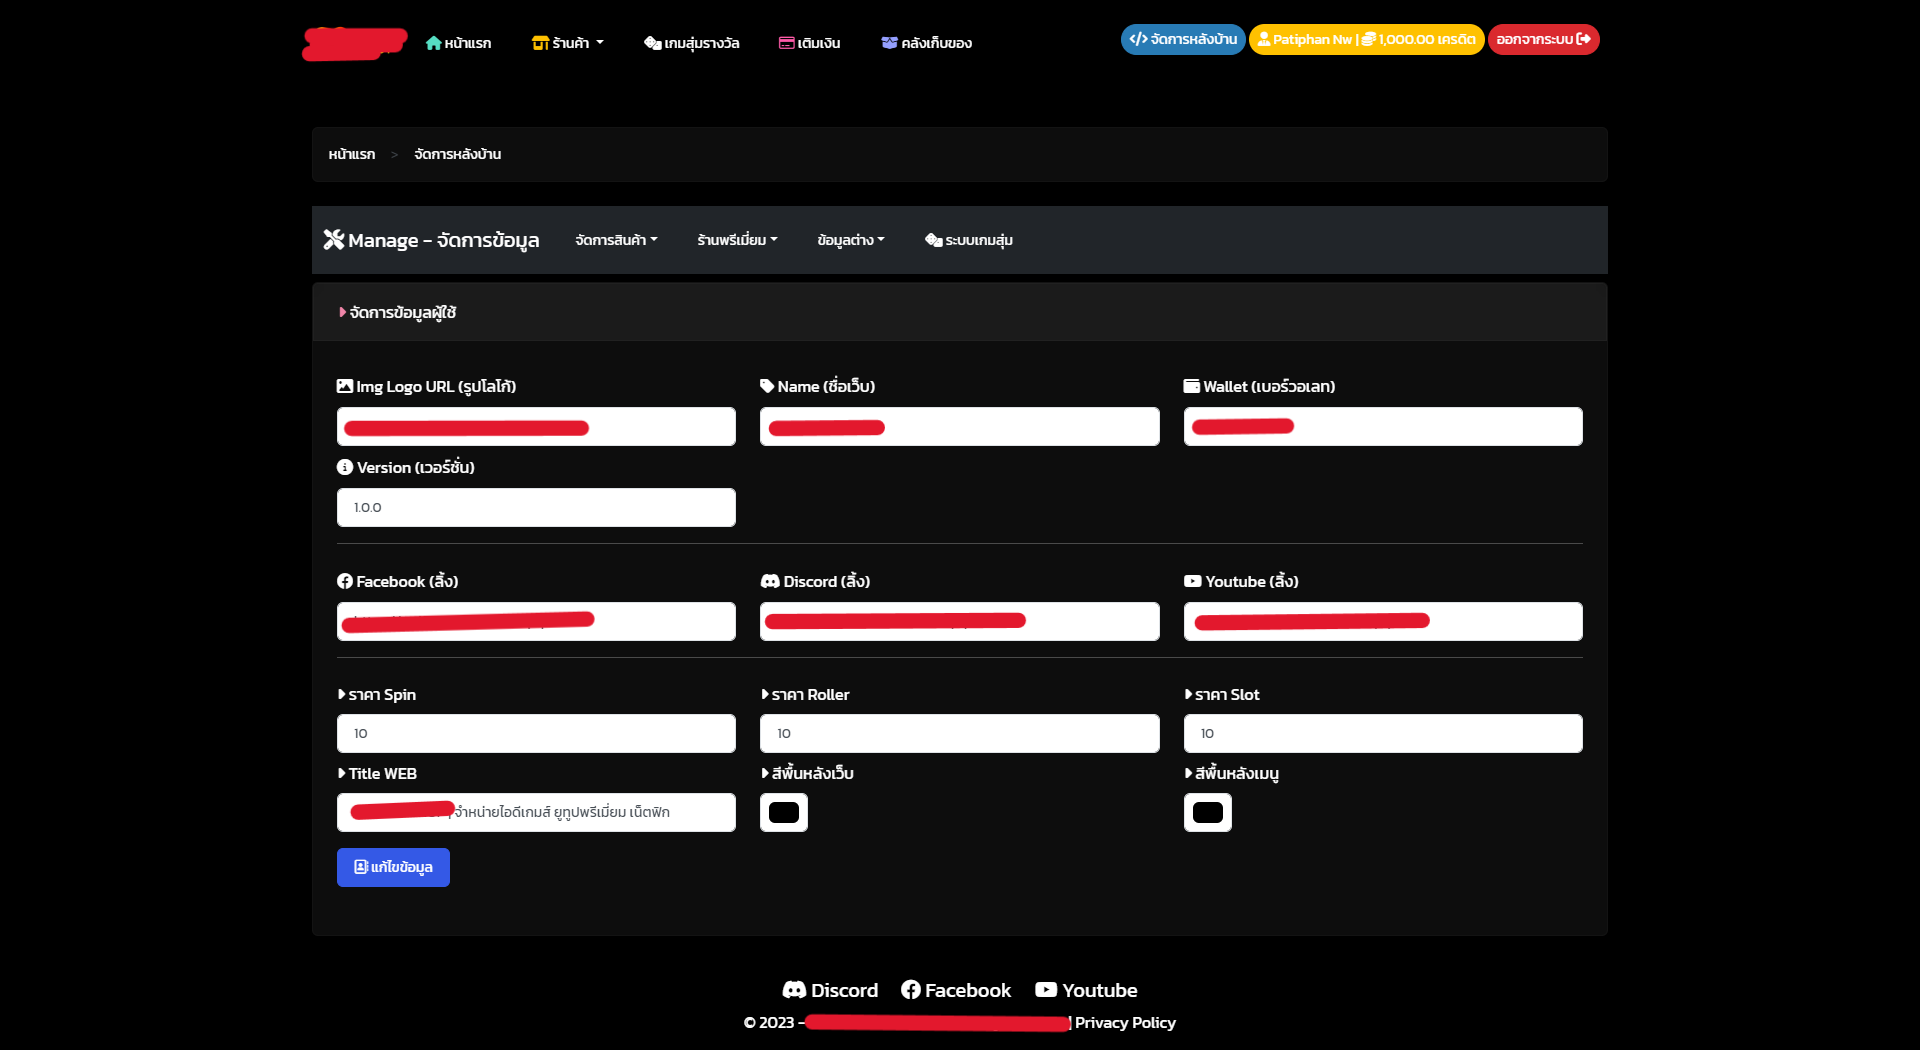 หน้าแรก ร้านค้า เกมสุ่มรางวัล เติมเงิน คลังเก็บของ จัดการหลังบ้าน Patiphan Nw | 1,000.00 เครดิต ออกจากระบบ
หน้าแรก > จัดการหลังบ้าน
Manage - จัดการข้อมูล จัดการสินค้า ร้านพรีเมี่ยม ข้อมูลต่าง ระบบเกมสุ่ม
จัดการข้อมูลผู้ใช้
Img Logo URL (รูปโลโก้) Name (ชื่อเว็บ) Wallet (เบอร์วอเลท)
Version (เวอร์ชั่น)
1.0.0
Facebook (ลิ้ง) Discord (ลิ้ง) Youtube (ลิ้ง)
ราคา Spin ราคา Roller ราคา Slot
10 10 10
Title WEB สีพื้นหลังเว็บ สีพื้นหลังเมนู
จำหน่ายไอดีเกมส์ ยูทูปพรีเมี่ยม เน็ตฟิก
แก้ไขข้อมูล
Discord Facebook Youtube
© 2023 - | Privacy Policy